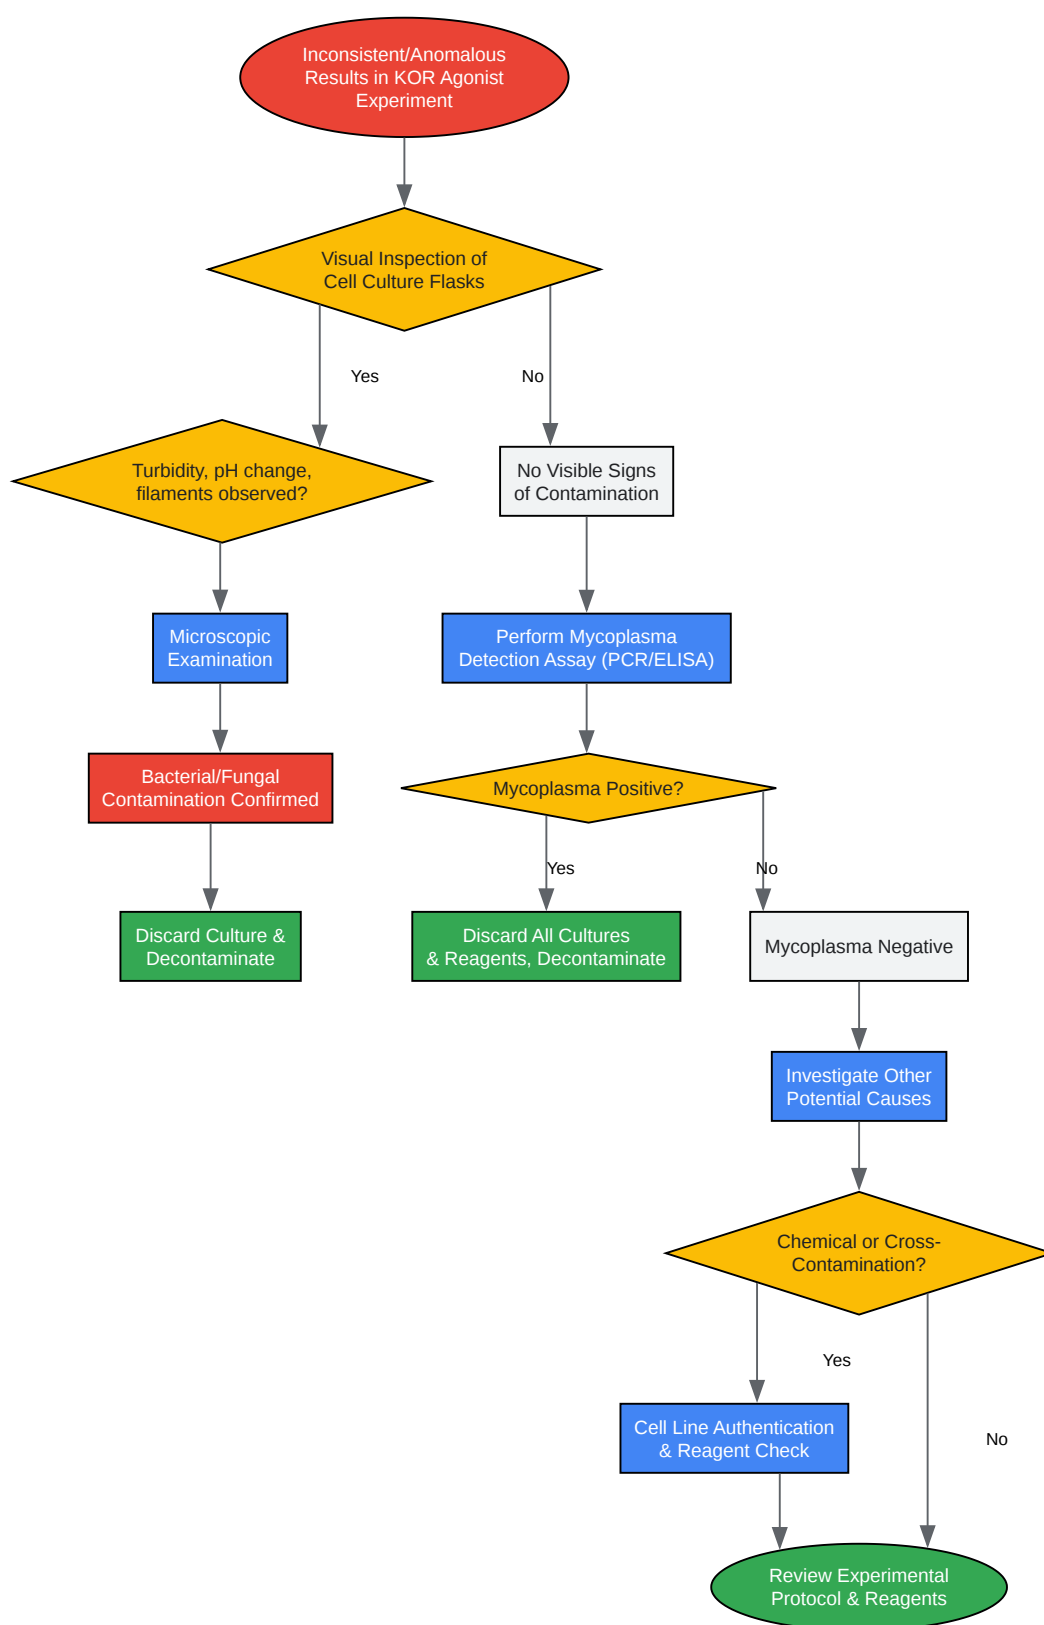 Inconsistent/Anomalous
Results in KOR Agonist
Experiment
Visual Inspection of
Cell Culture Flasks
Yes
No
Turbidity, pH change,
filaments observed?
No Visible Signs
of Contamination
Microscopic
Examination
Perform Mycoplasma
Detection Assay (PCR/ELISA)
Bacterial/Fungal
Contamination Confirmed
Mycoplasma Positive?
Yes
No
Discard Culture &
Decontaminate
Discard All Cultures
& Reagents, Decontaminate
Mycoplasma Negative
Investigate Other
Potential Causes
Chemical or Cross-
Contamination?
Yes
Cell Line Authentication
& Reagent Check
No
Review Experimental
Protocol & Reagents